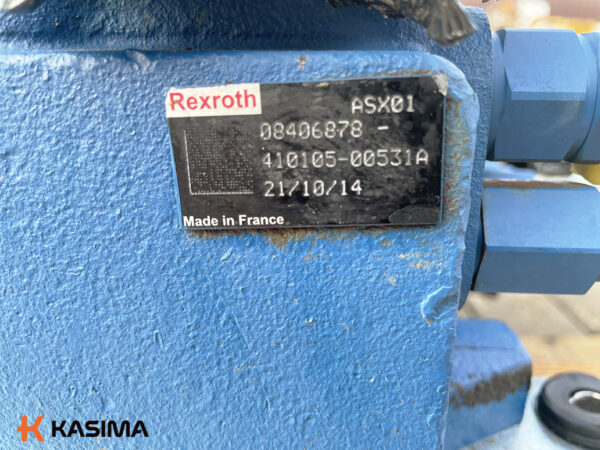 Rexroth ASX01
08406878 -
410105-00531A
21/10/14
Made in France
KASIMA